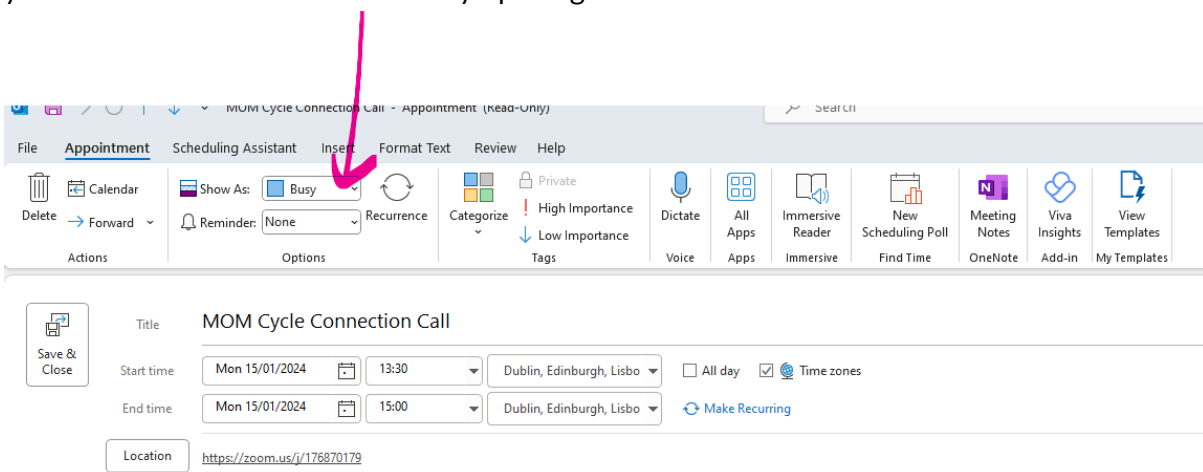 MOM Cycle Connection Call - Appointment (Read-Only)
Search
File Appointment Scheduling Assistant Insert Format Text Review Help
Calendar Show As: Busy Private
Delete Forward Reminder: None Recurrence Categorize High Importance Dictate All Apps Immersive Reader New Scheduling Poll Meeting Notes Viva Insights View Templates
Low Importance
Actions Options Tags Voice Apps Immersive Find Time OneNote Add-in My Templates
Save & Close
Title MOM Cycle Connection Call
Start time Mon 15/01/2024 13:30 Dublin, Edinburgh, Lisbo All day Time zones
End time Mon 15/01/2024 15:00 Dublin, Edinburgh, Lisbo Make Recurring
Location https://zoom.us/j/176870179